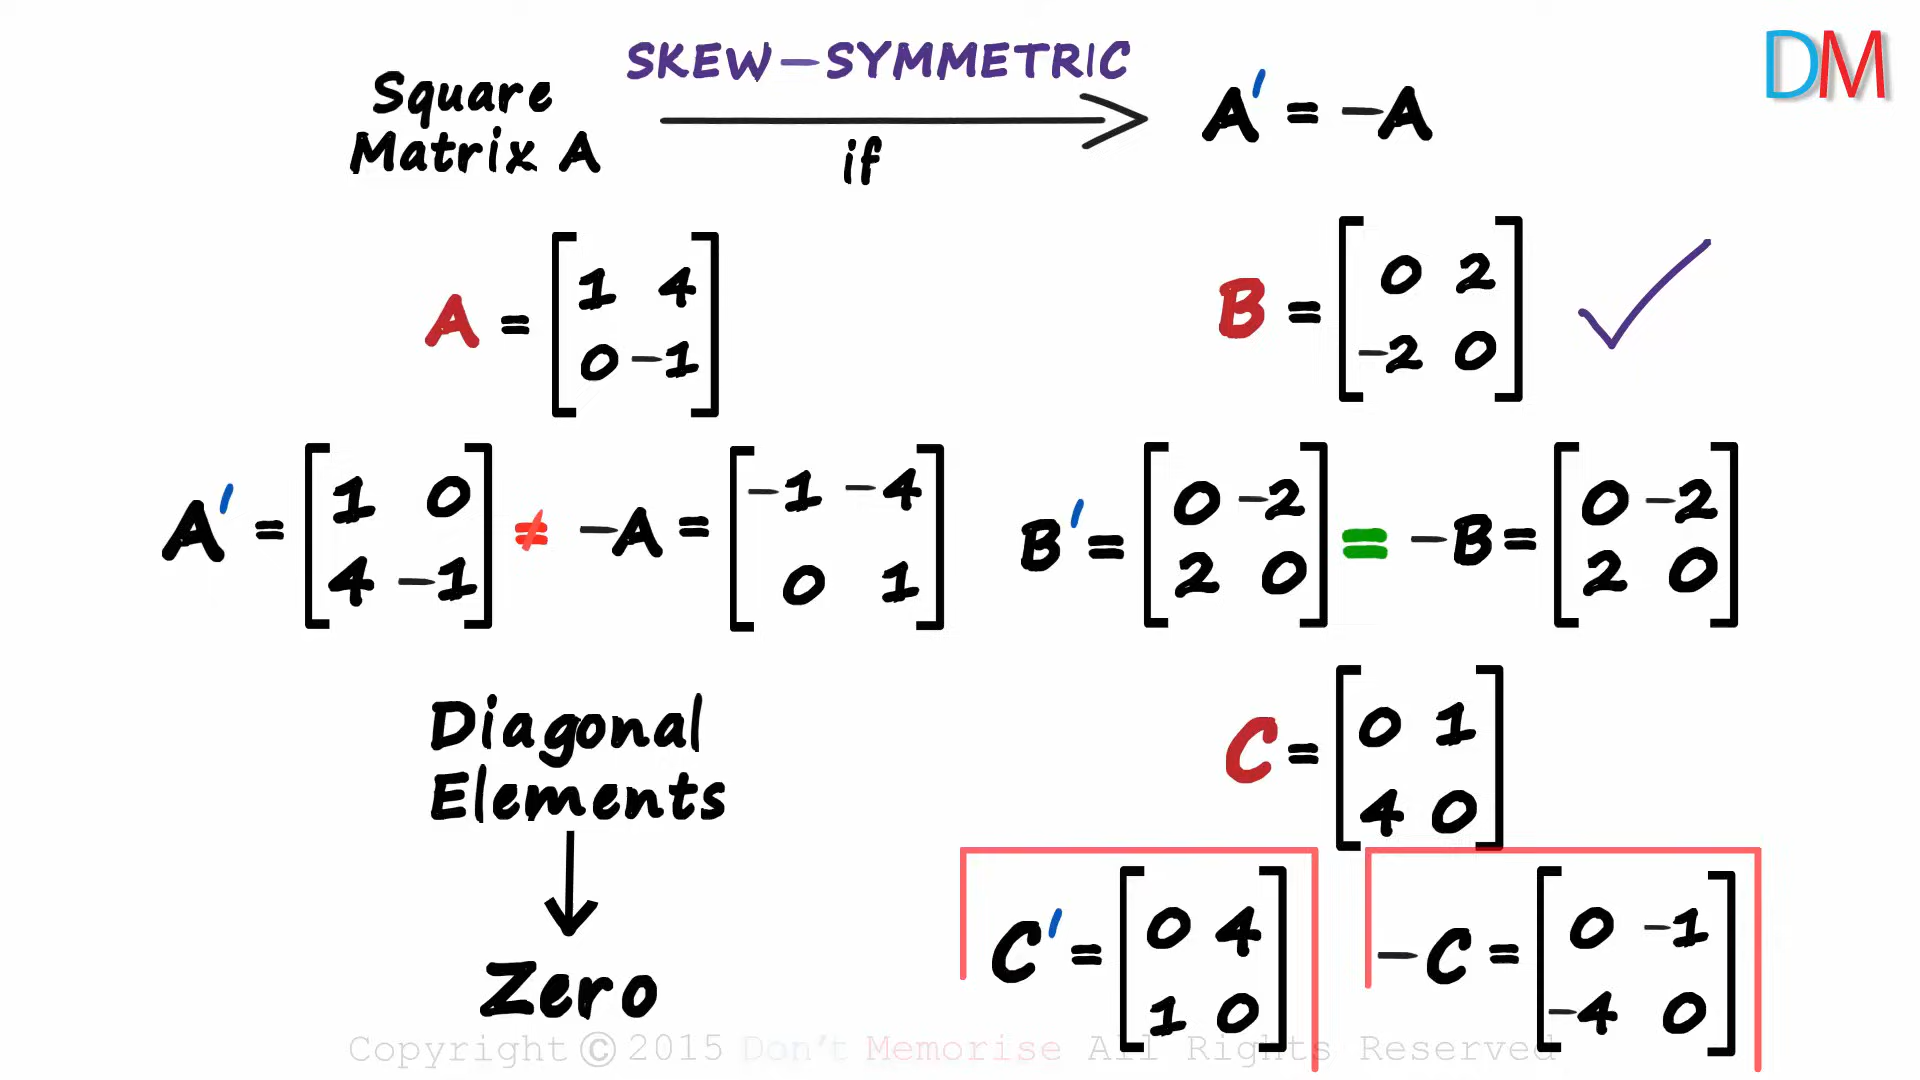 SKEW-SYMMETRIC
DM
Square
Matrix A
if
A' = -A
A = [1 4
0 -1]
B = [0 2
-2 0]
A' = [1 0
4 -1] ≠ -A = [-1 -4
0 1]
B' = [0 -2
2 0] = -B = [0 -2
2 0]
Diagonal
Elements
Zero
C = [0 1
4 0]
C' = [0 4
1 0]
-C = [0 -1
-4 0]
Copyright © 2015 Don't Memorise All Rights Reserved